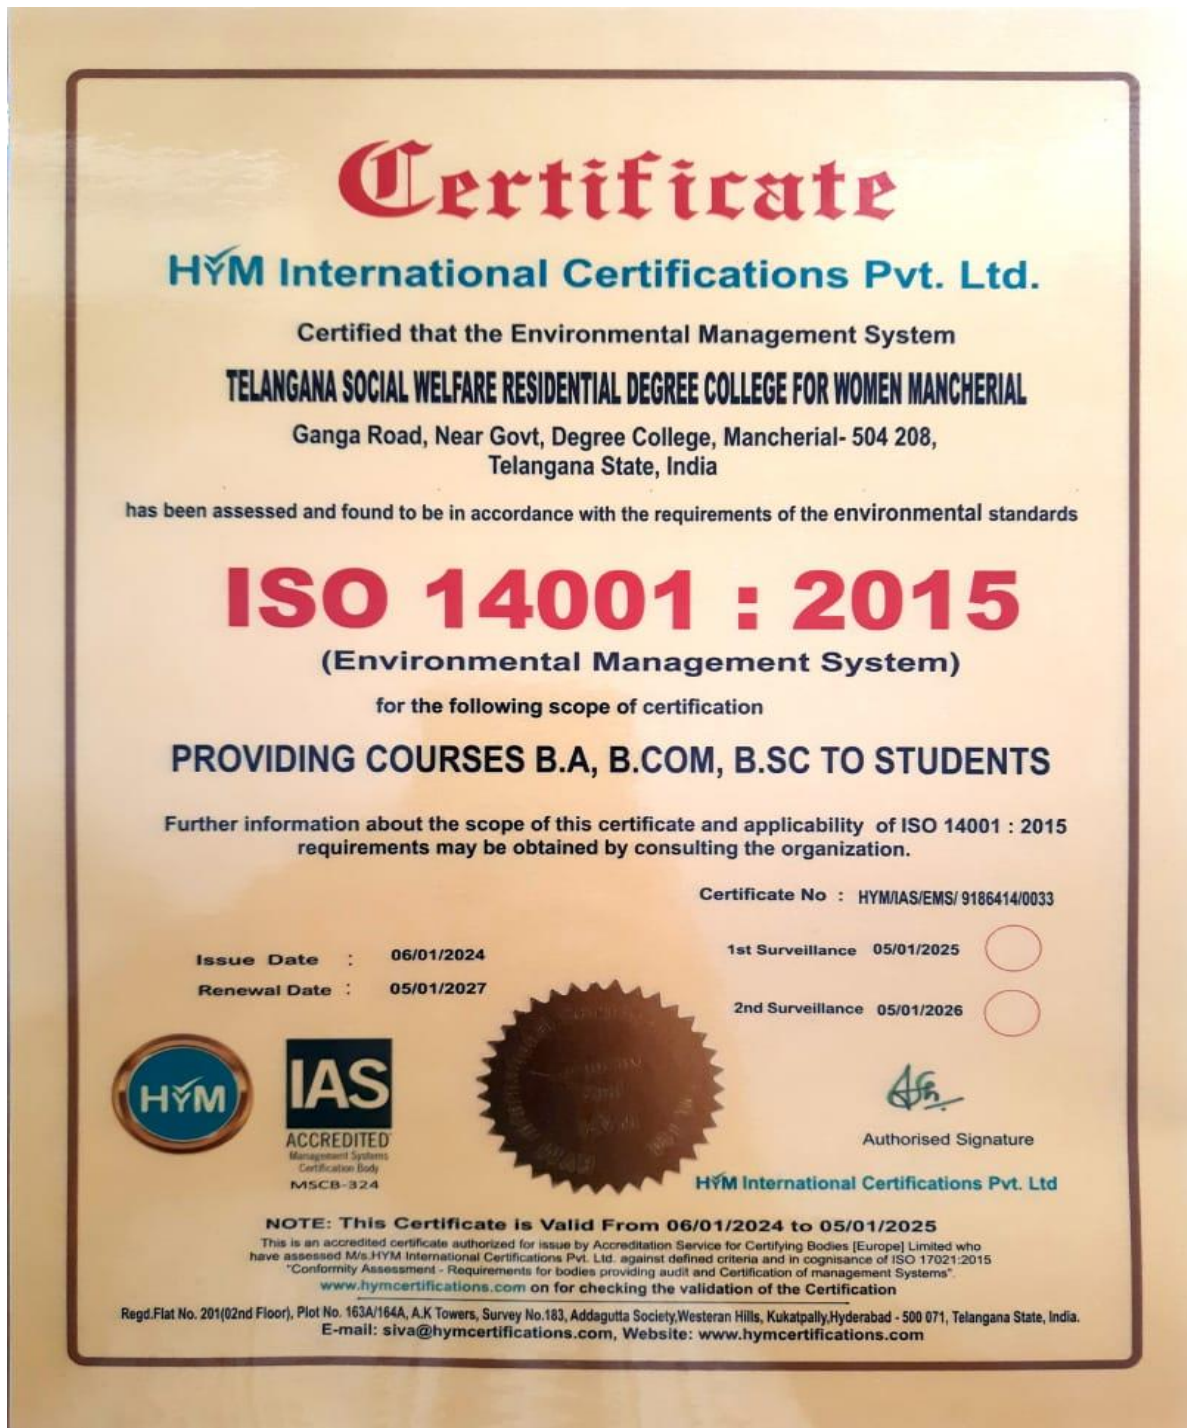 Certificate
HYM International Certifications Pvt. Ltd.
Certified that the Environmental Management System
TELANGANA SOCIAL WELFARE RESIDENTIAL DEGREE COLLEGE FOR WOMEN MANCHERIAL
Ganga Road, Near Govt, Degree College, Mancherial- 504 208,
Telangana State, India
has been assessed and found to be in accordance with the requirements of the environmental standards
ISO 14001 : 2015
(Environmental Management System)
for the following scope of certification
PROVIDING COURSES B.A, B.COM, B.SC TO STUDENTS
Further information about the scope of this certificate and applicability of ISO 14001 : 2015
requirements may be obtained by consulting the organization.
Certificate No : HYM/IAS/EMS/ 9186414/0033
Issue Date : 06/01/2024
Renewal Date : 05/01/2027
1st Surveillance 05/01/2025
2nd Surveillance 05/01/2026
HYM
IAS
ACCREDITED
Management Systems
Certification Body
MSCB-324
Authorised Signature
HYM International Certifications Pvt. Ltd
NOTE: This Certificate is Valid From 06/01/2024 to 05/01/2025
This is an accredited certificate authorized for issue by Accreditation Service for Certifying Bodies [Europe] Limited who
have assessed M/s.HYM International Certifications Pvt. Ltd. against defined criteria and in cognisance of ISO 17021:2015
"Conformity Assessment - Requirements for bodies providing audit and Certification of management Systems".
www.hymcertifications.com on for checking the validation of the Certification
Regd.Flat No. 201(02nd Floor), Plot No. 163A/164A, A.K Towers, Survey No.183, Addagutta Society,Westeran Hills, Kukatpally,Hyderabad - 500 071, Telangana State, India.
E-mail: siva@hymcertifications.com, Website: www.hymcertifications.com